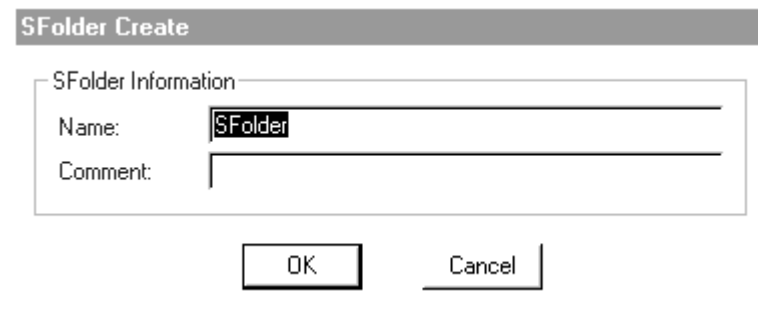 SFolder Create
SFolder Information
Name: SFolder
Comment:
OK Cancel